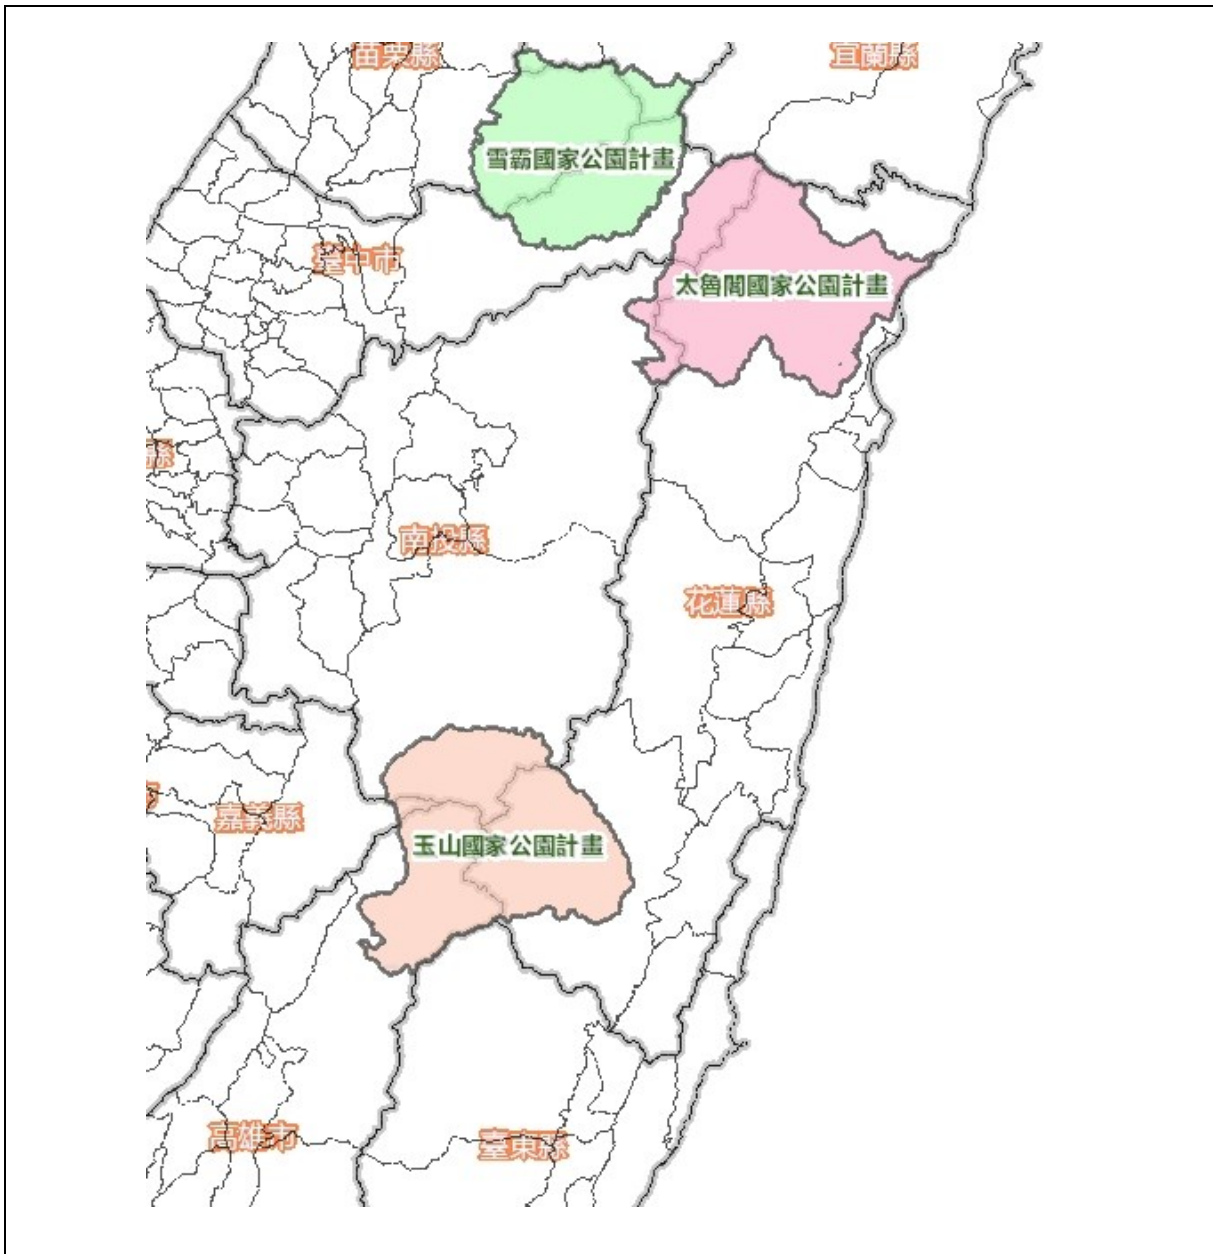 苗栗縣
宜蘭縣
雪霸國家公園計畫
臺中市
太魯閣國家公園計畫
縣
南投縣
花蓮縣
嘉義縣
玉山國家公園計畫
高雄市
臺東縣